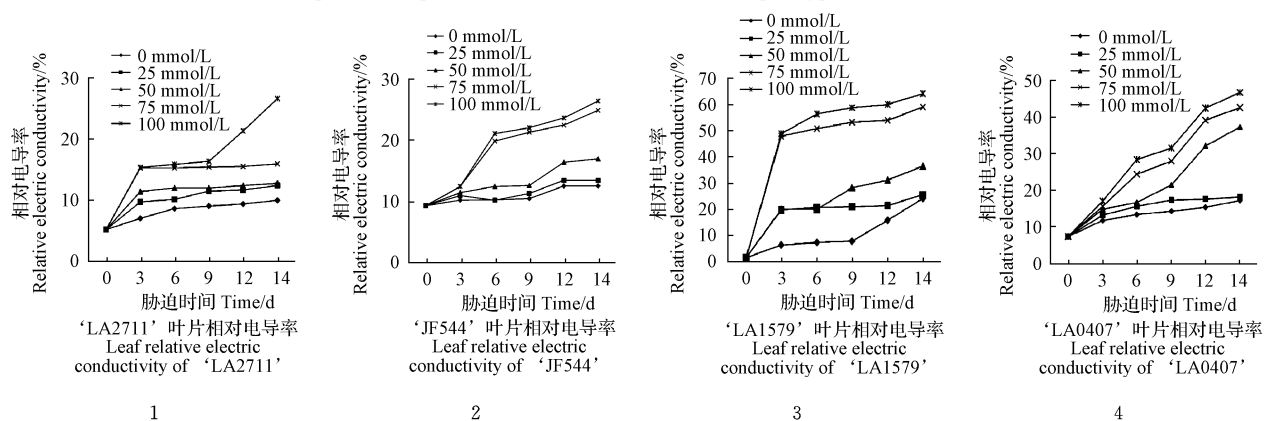 0 mmol/L
25 mmol/L
50 mmol/L
75 mmol/L
100 mmol/L
相对电导率
Relative electric conductivity/%
30
20
10
0
0 3 6 9 12 14
胁迫时间 Time/d
‘LA2711’叶片相对电导率
Leaf relative electric
conductivity of ‘LA2711’
1
0 mmol/L
25 mmol/L
50 mmol/L
75 mmol/L
100 mmol/L
相对电导率
Relative electric conductivity/%
30
20
10
0
0 3 6 9 12 14
胁迫时间 Time/d
‘JF544’叶片相对电导率
Leaf relative electric
conductivity of ‘JF544’
2
0 mmol/L
25 mmol/L
50 mmol/L
75 mmol/L
100 mmol/L
相对电导率
Relative electric conductivity/%
70
60
50
40
30
20
10
0
0 3 6 9 12 14
胁迫时间 Time/d
‘LA1579’叶片相对电导率
Leaf relative electric
conductivity of ‘LA1579’
3
0 mmol/L
25 mmol/L
50 mmol/L
75 mmol/L
100 mmol/L
相对电导率
Relative electric conductivity/%
50
40
30
20
10
0
0 3 6 9 12 14
胁迫时间 Time/d
‘LA0407’叶片相对电导率
Leaf relative electric
conductivity of ‘LA0407’
4